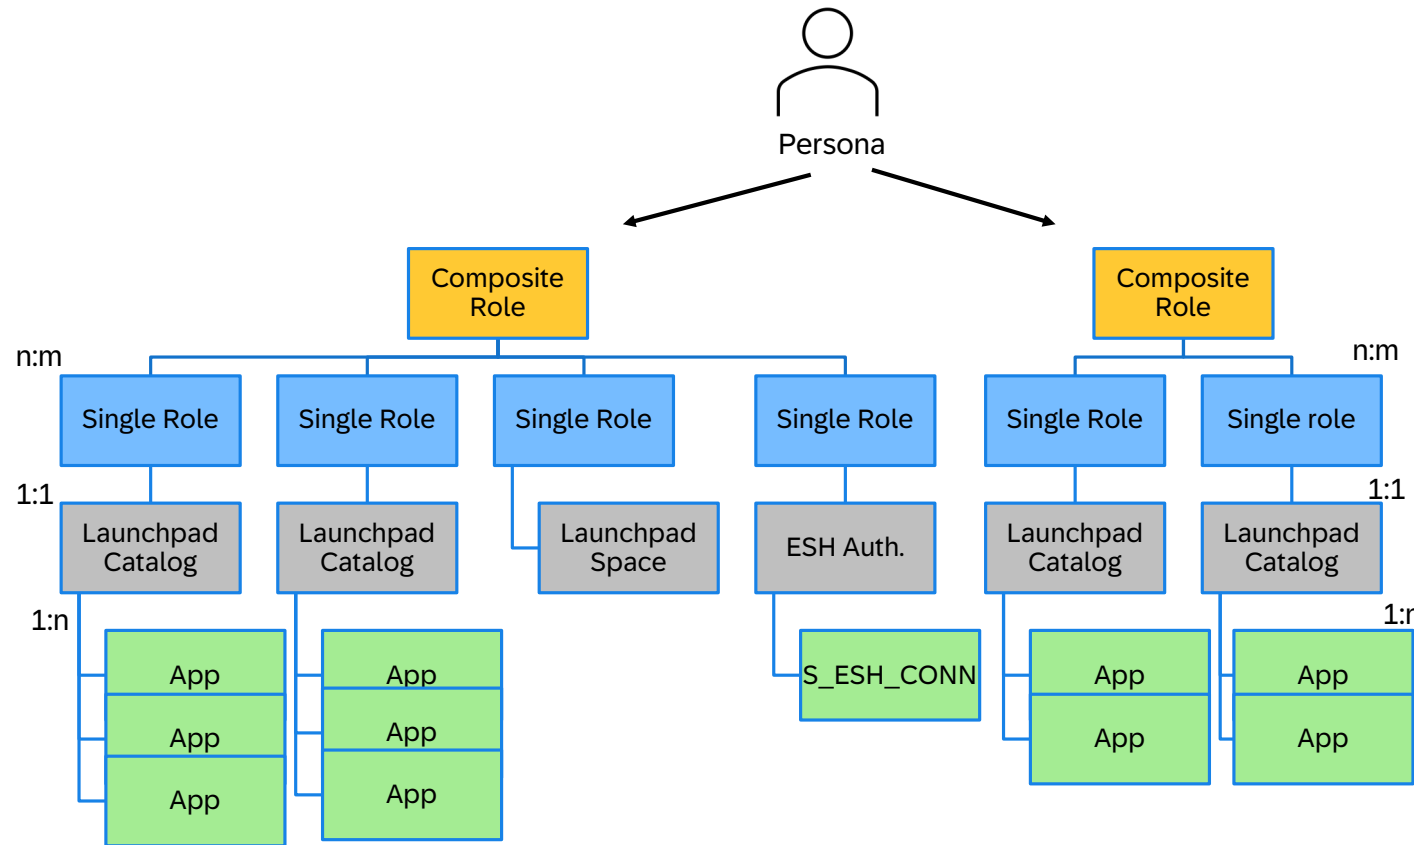 Persona
Composite
Role
Composite
Role
n:m
n:m
Single Role
Single Role
Single Role
Single Role
Single Role
Single role
1:1
1:1
Launchpad
Catalog
Launchpad
Catalog
Launchpad
Space
ESH Auth.
Launchpad
Catalog
Launchpad
Catalog
1:n
1:n
App
App
S_ESH_CONN
App
App
App
App
App
App
App
App